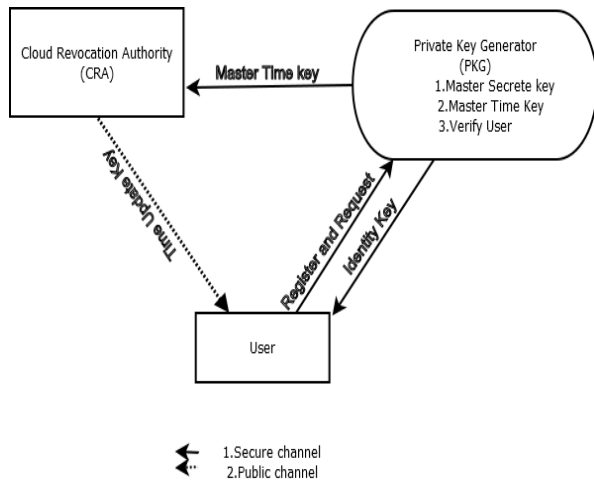 Cloud Revocation Authority
(CRA)
Master Time key
Private Key Generator
(PKG)
1.Master Secrete key
2.Master Time Key
3.Verify User
Time Update Key
Register and Request
Identity Key
User
1.Secure channel
2.Public channel